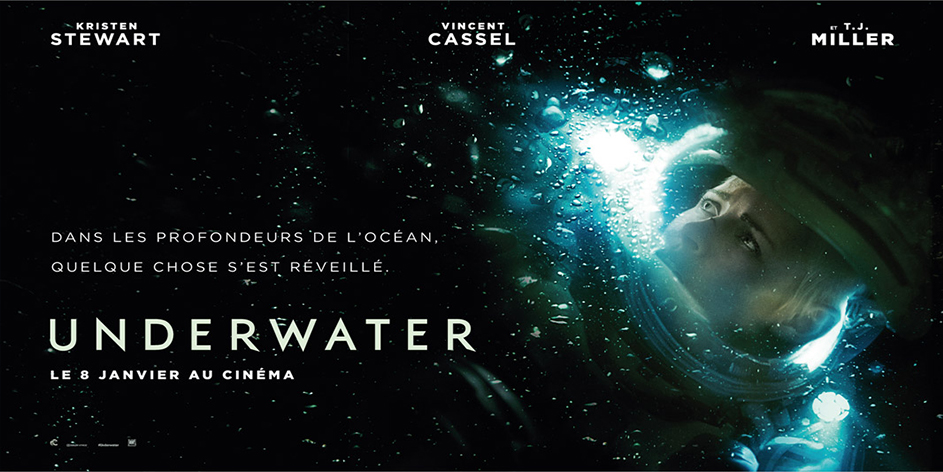 KRISTEN
STEWART
VINCENT
CASSEL
ET T.J.
MILLER
DANS LES PROFONDEURS DE L'OCÉAN,
QUELQUE CHOSE S'EST RÉVEILLÉ.
UNDERWATER
LE 8 JANVIER AU CINÉMA